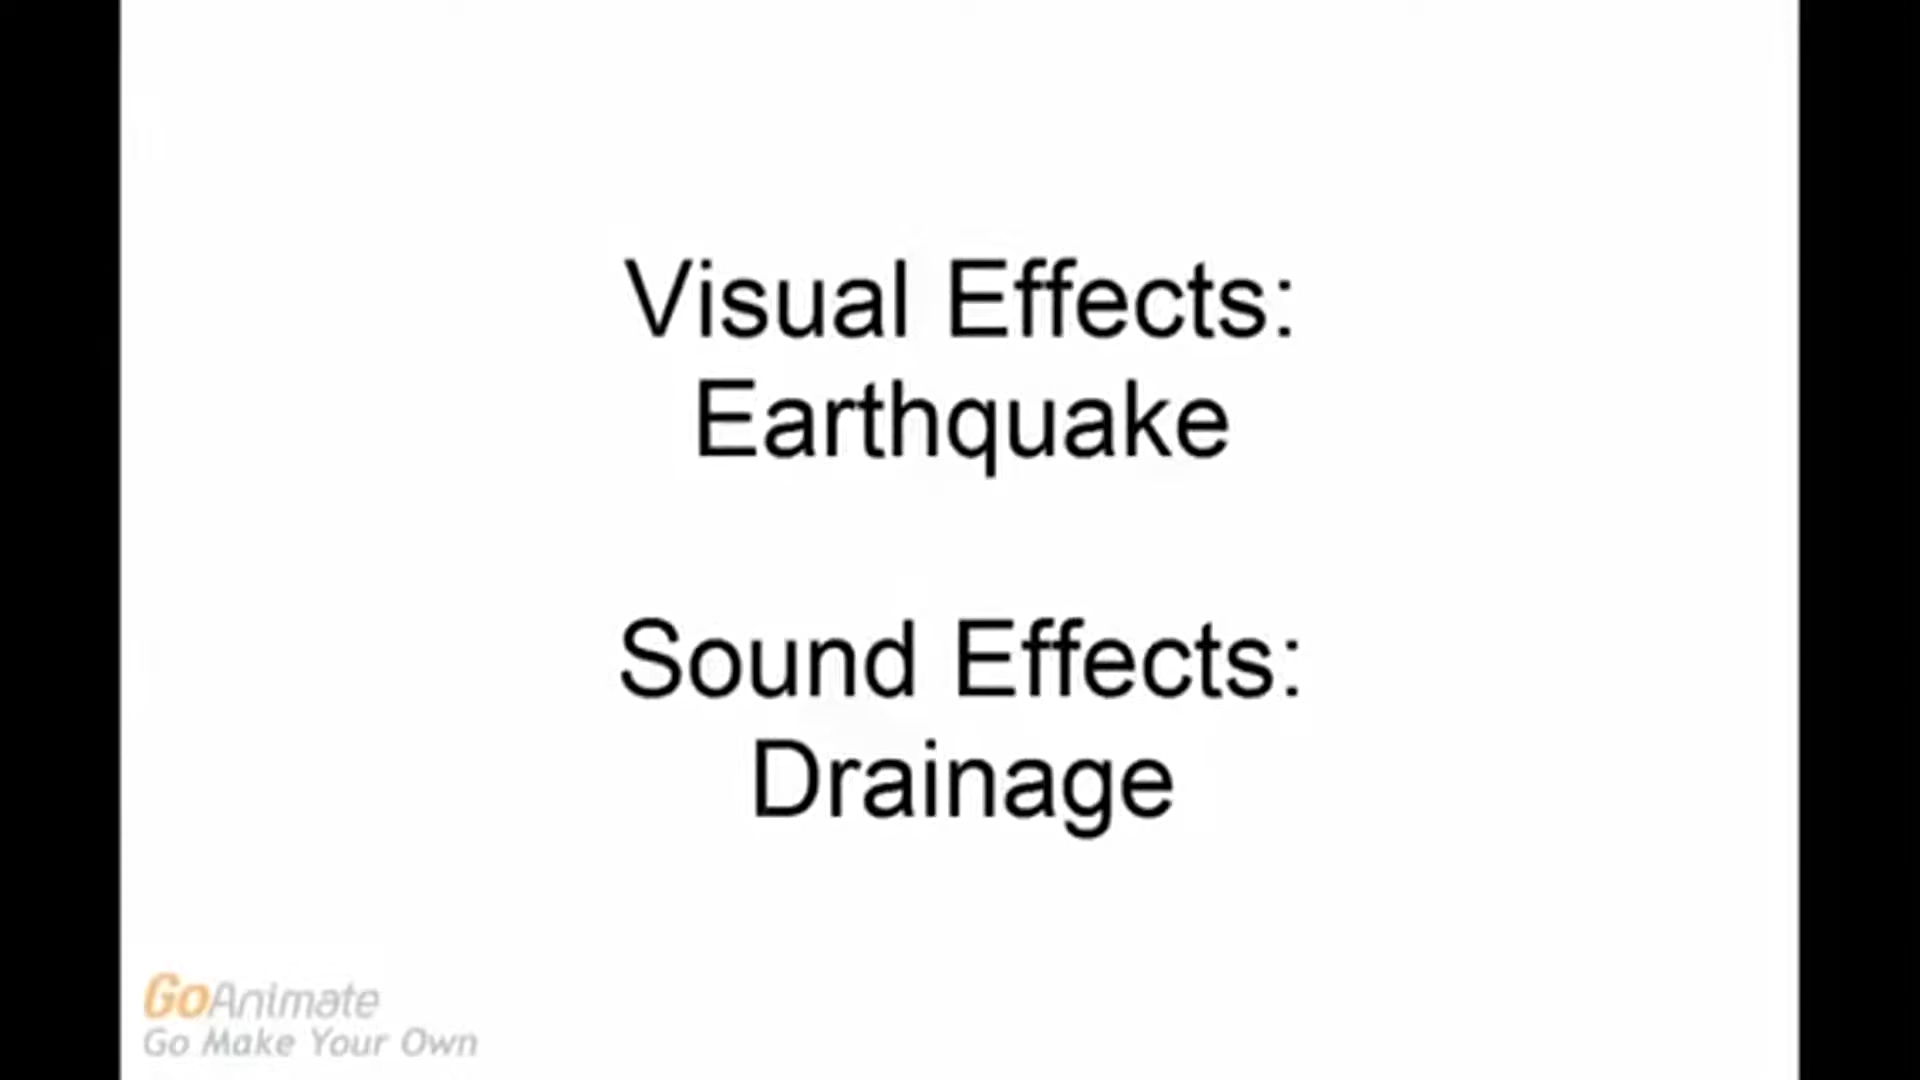 Visual Effects:
Earthquake
Sound Effects:
Drainage
GoAnimate
Go Make Your Own